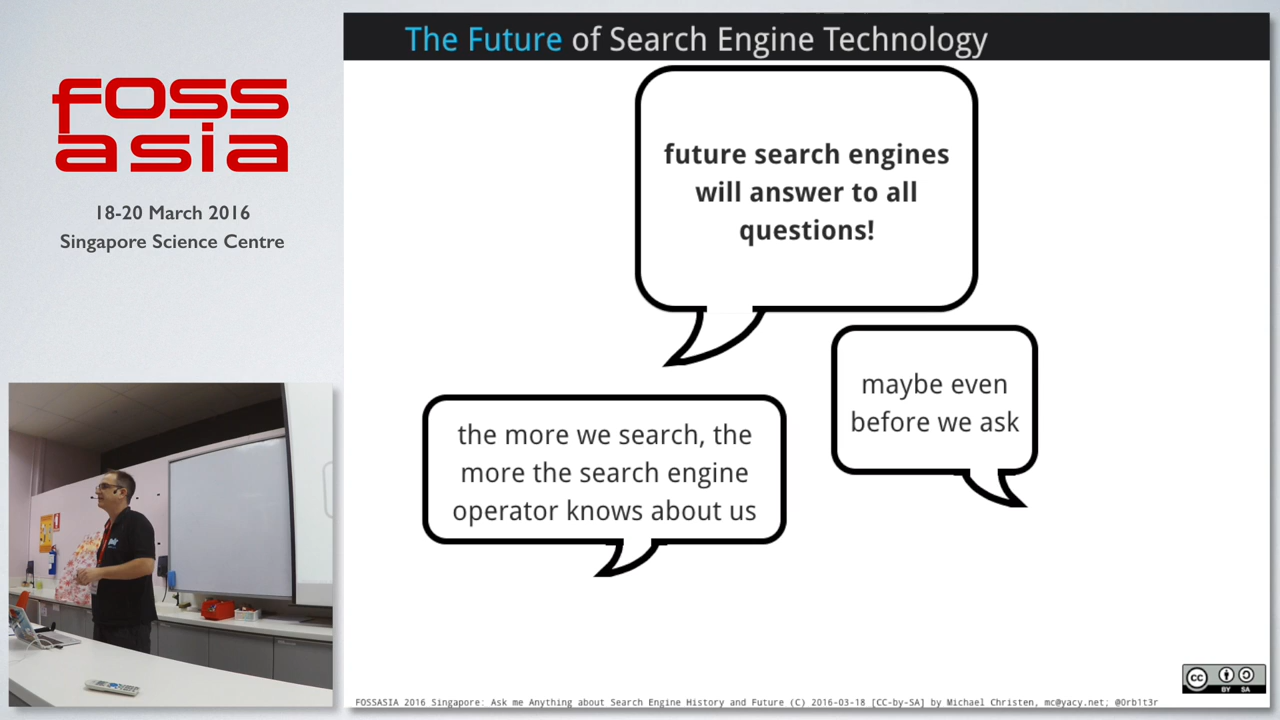 foss
asia
18-20 March 2016
Singapore Science Centre
The Future of Search Engine Technology
future search engines
will answer to all
questions!
maybe even
before we ask
the more we search, the
more the search engine
operator knows about us
cc
BY SA
FOSSASIA 2016 Singapore: Ask me Anything about Search Engine History and Future (C) 2016-03-18 [CC-by-SA] by Michael Christen, mc@yacy.net; @0rb1t3r